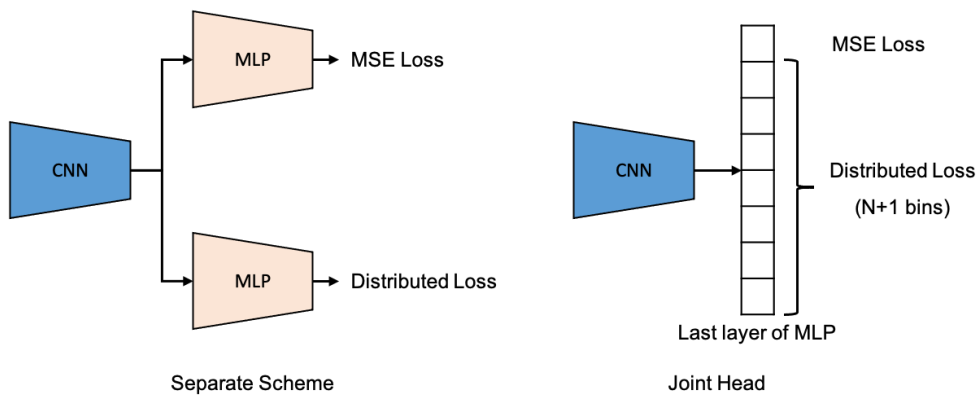 MLP
MSE Loss
CNN
MLP
Distributed Loss
Separate Scheme
MSE Loss
CNN
Distributed Loss
(N+1 bins)
Last layer of MLP
Joint Head